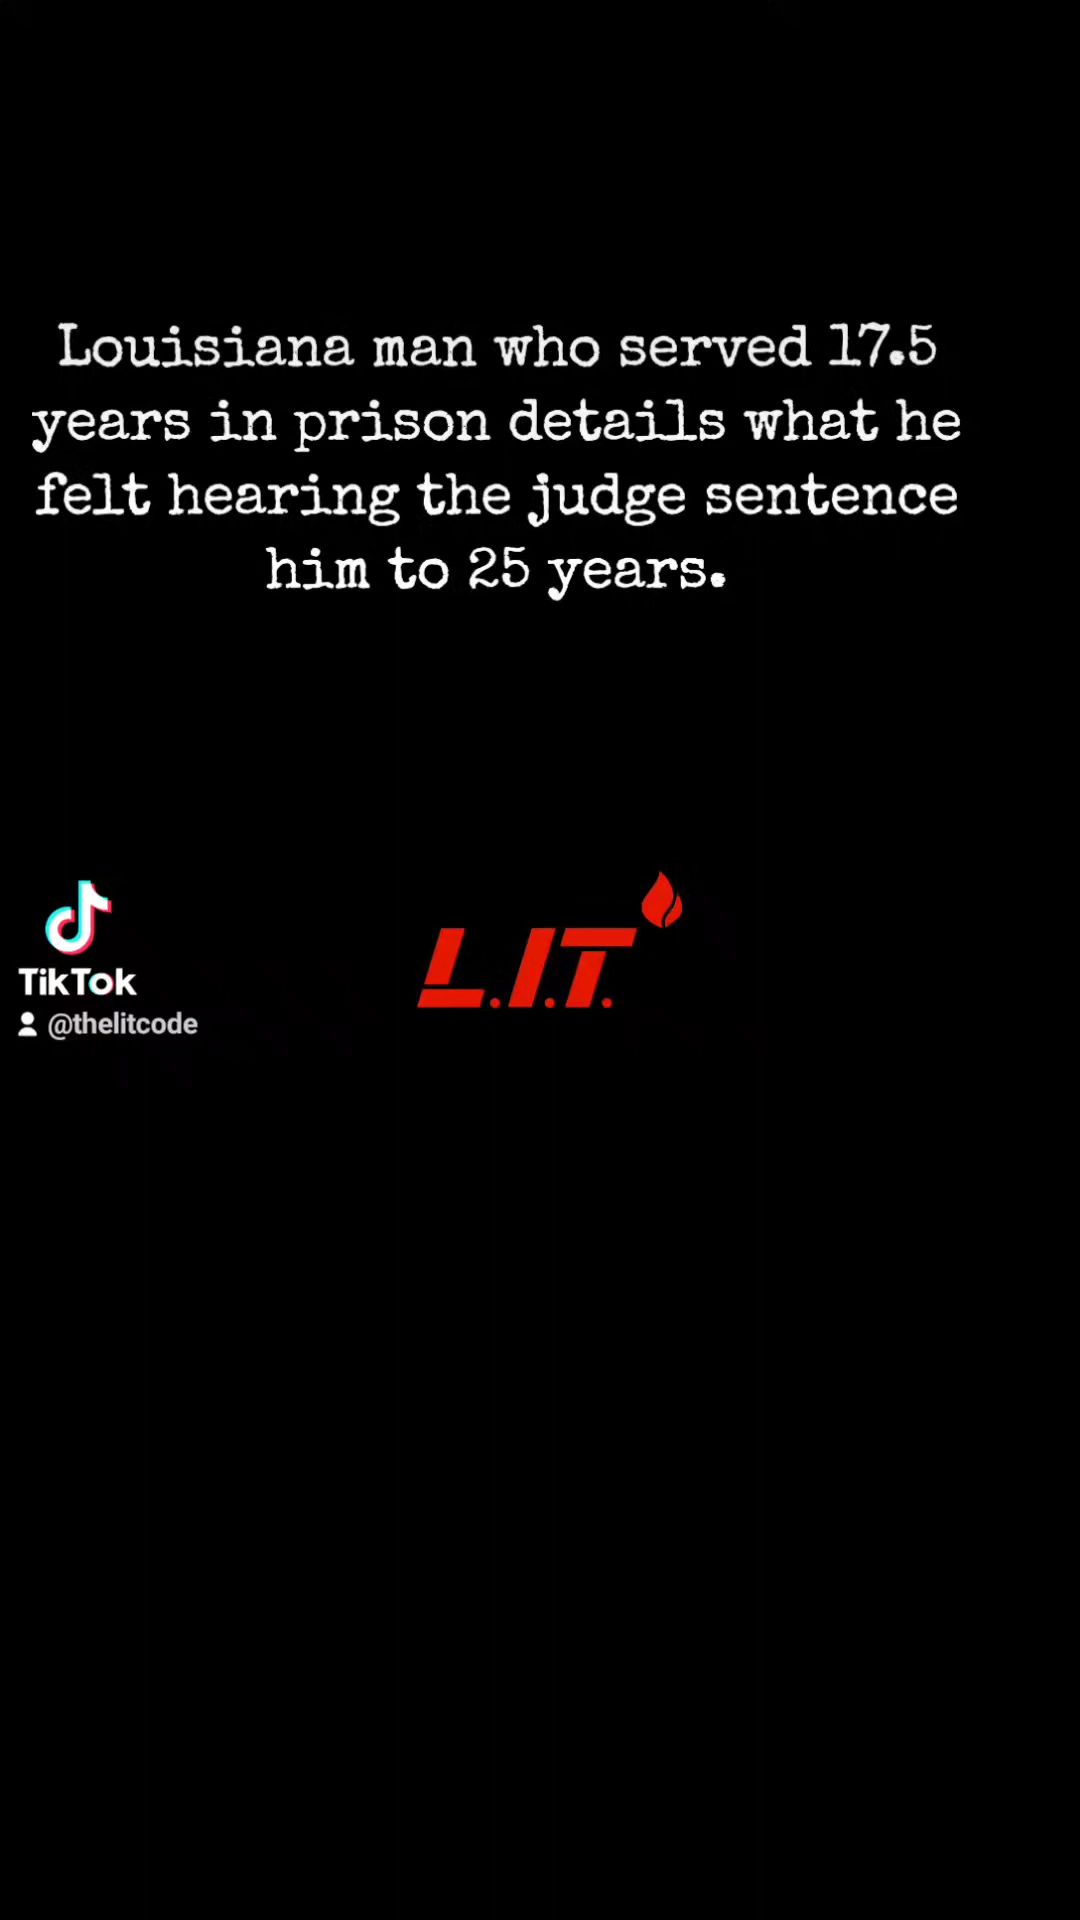 Louisiana man who served 17.5
years in prison details what he
felt hearing the judge sentence
him to 25 years.
L.I.T.
TikTok
@thelitcode